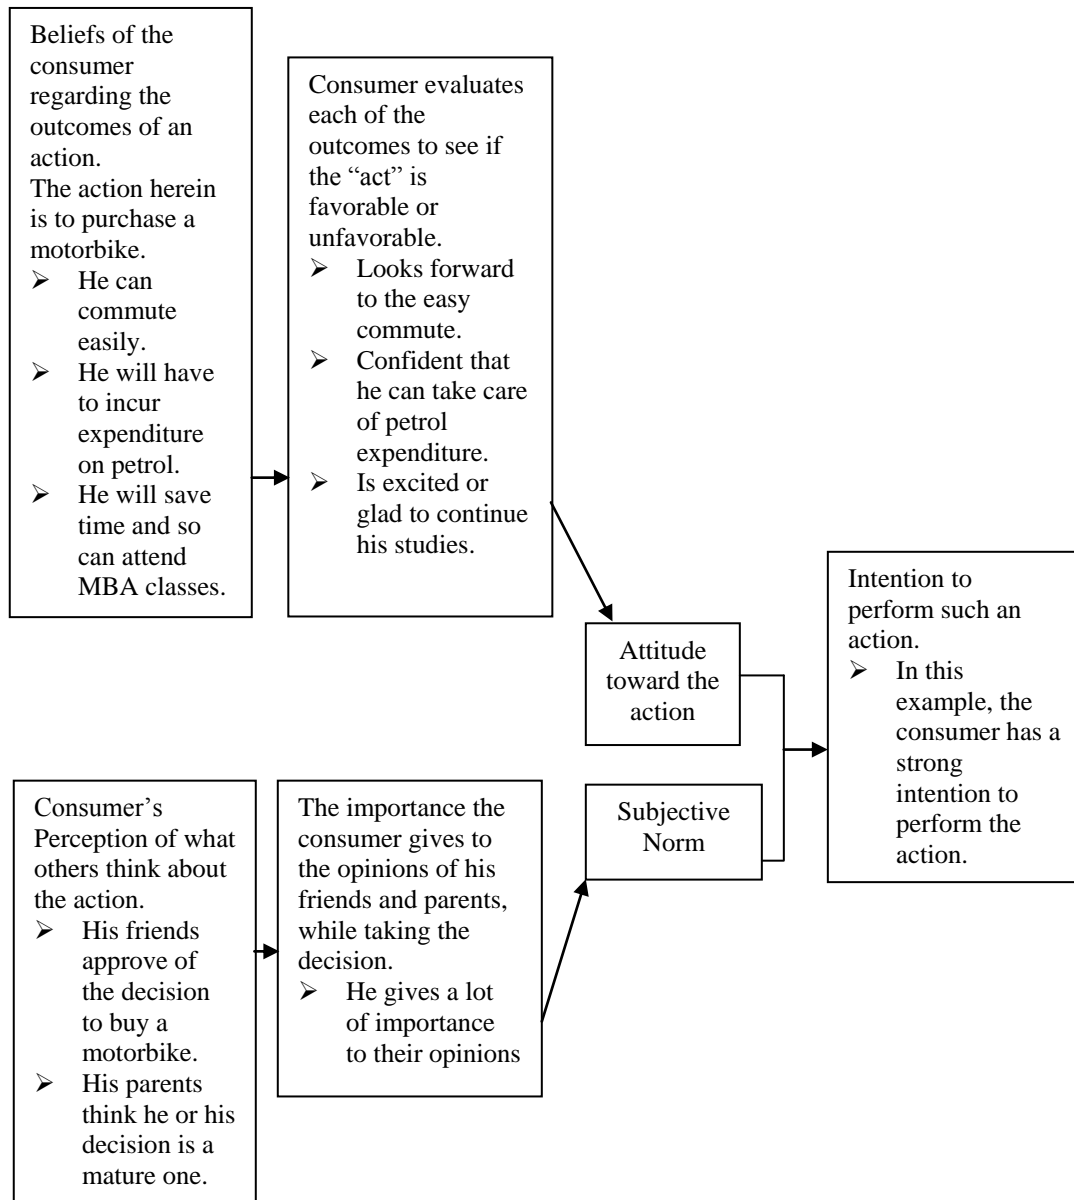 Beliefs of the
consumer
regarding the
outcomes of an
action.
The action herein
is to purchase a
motorbike.
➢ He can
commute
easily.
➢ He will have
to incur
expenditure
on petrol.
➢ He will save
time and so
can attend
MBA classes.
Consumer evaluates
each of the
outcomes to see if
the “act” is
favorable or
unfavorable.
➢ Looks forward
to the easy
commute.
➢ Confident that
he can take care
of petrol
expenditure.
➢ Is excited or
glad to continue
his studies.
Attitude
toward the
action
Intention to
perform such an
action.
➢ In this
example, the
consumer has a
strong
intention to
perform the
action.
Consumer’s
Perception of what
others think about
the action.
➢ His friends
approve of
the decision
to buy a
motorbike.
➢ His parents
think he or his
decision is a
mature one.
The importance the
consumer gives to
the opinions of his
friends and parents,
while taking the
decision.
➢ He gives a lot
of importance
to their opinions
Subjective
Norm